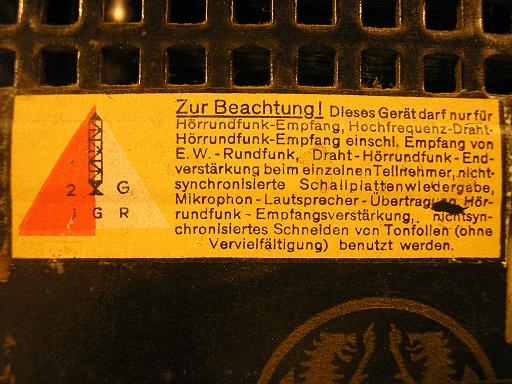 Zur Beachtung! Dieses Gerät darf nur für
Hörrundfunk-Empfang, Hochfrequenz-Draht-
Hörrundfunk-Empfang einschl. Empfang von
E.W.-Rundfunk, Draht-Hörrundfunk-End-
verstärkung beim einzelnen Teilnehmer, nicht-
synchronisierte Schallplattenwiedergabe,
Mikrophon-Lautsprecher-Übertragung, Hör-
rundfunk-Empfangsverstärkung, nichtsyn-
chronisiertes Schneiden von Tonfolien (ohne
Vervielfältigung) benutzt werden.
2 G
1 G R